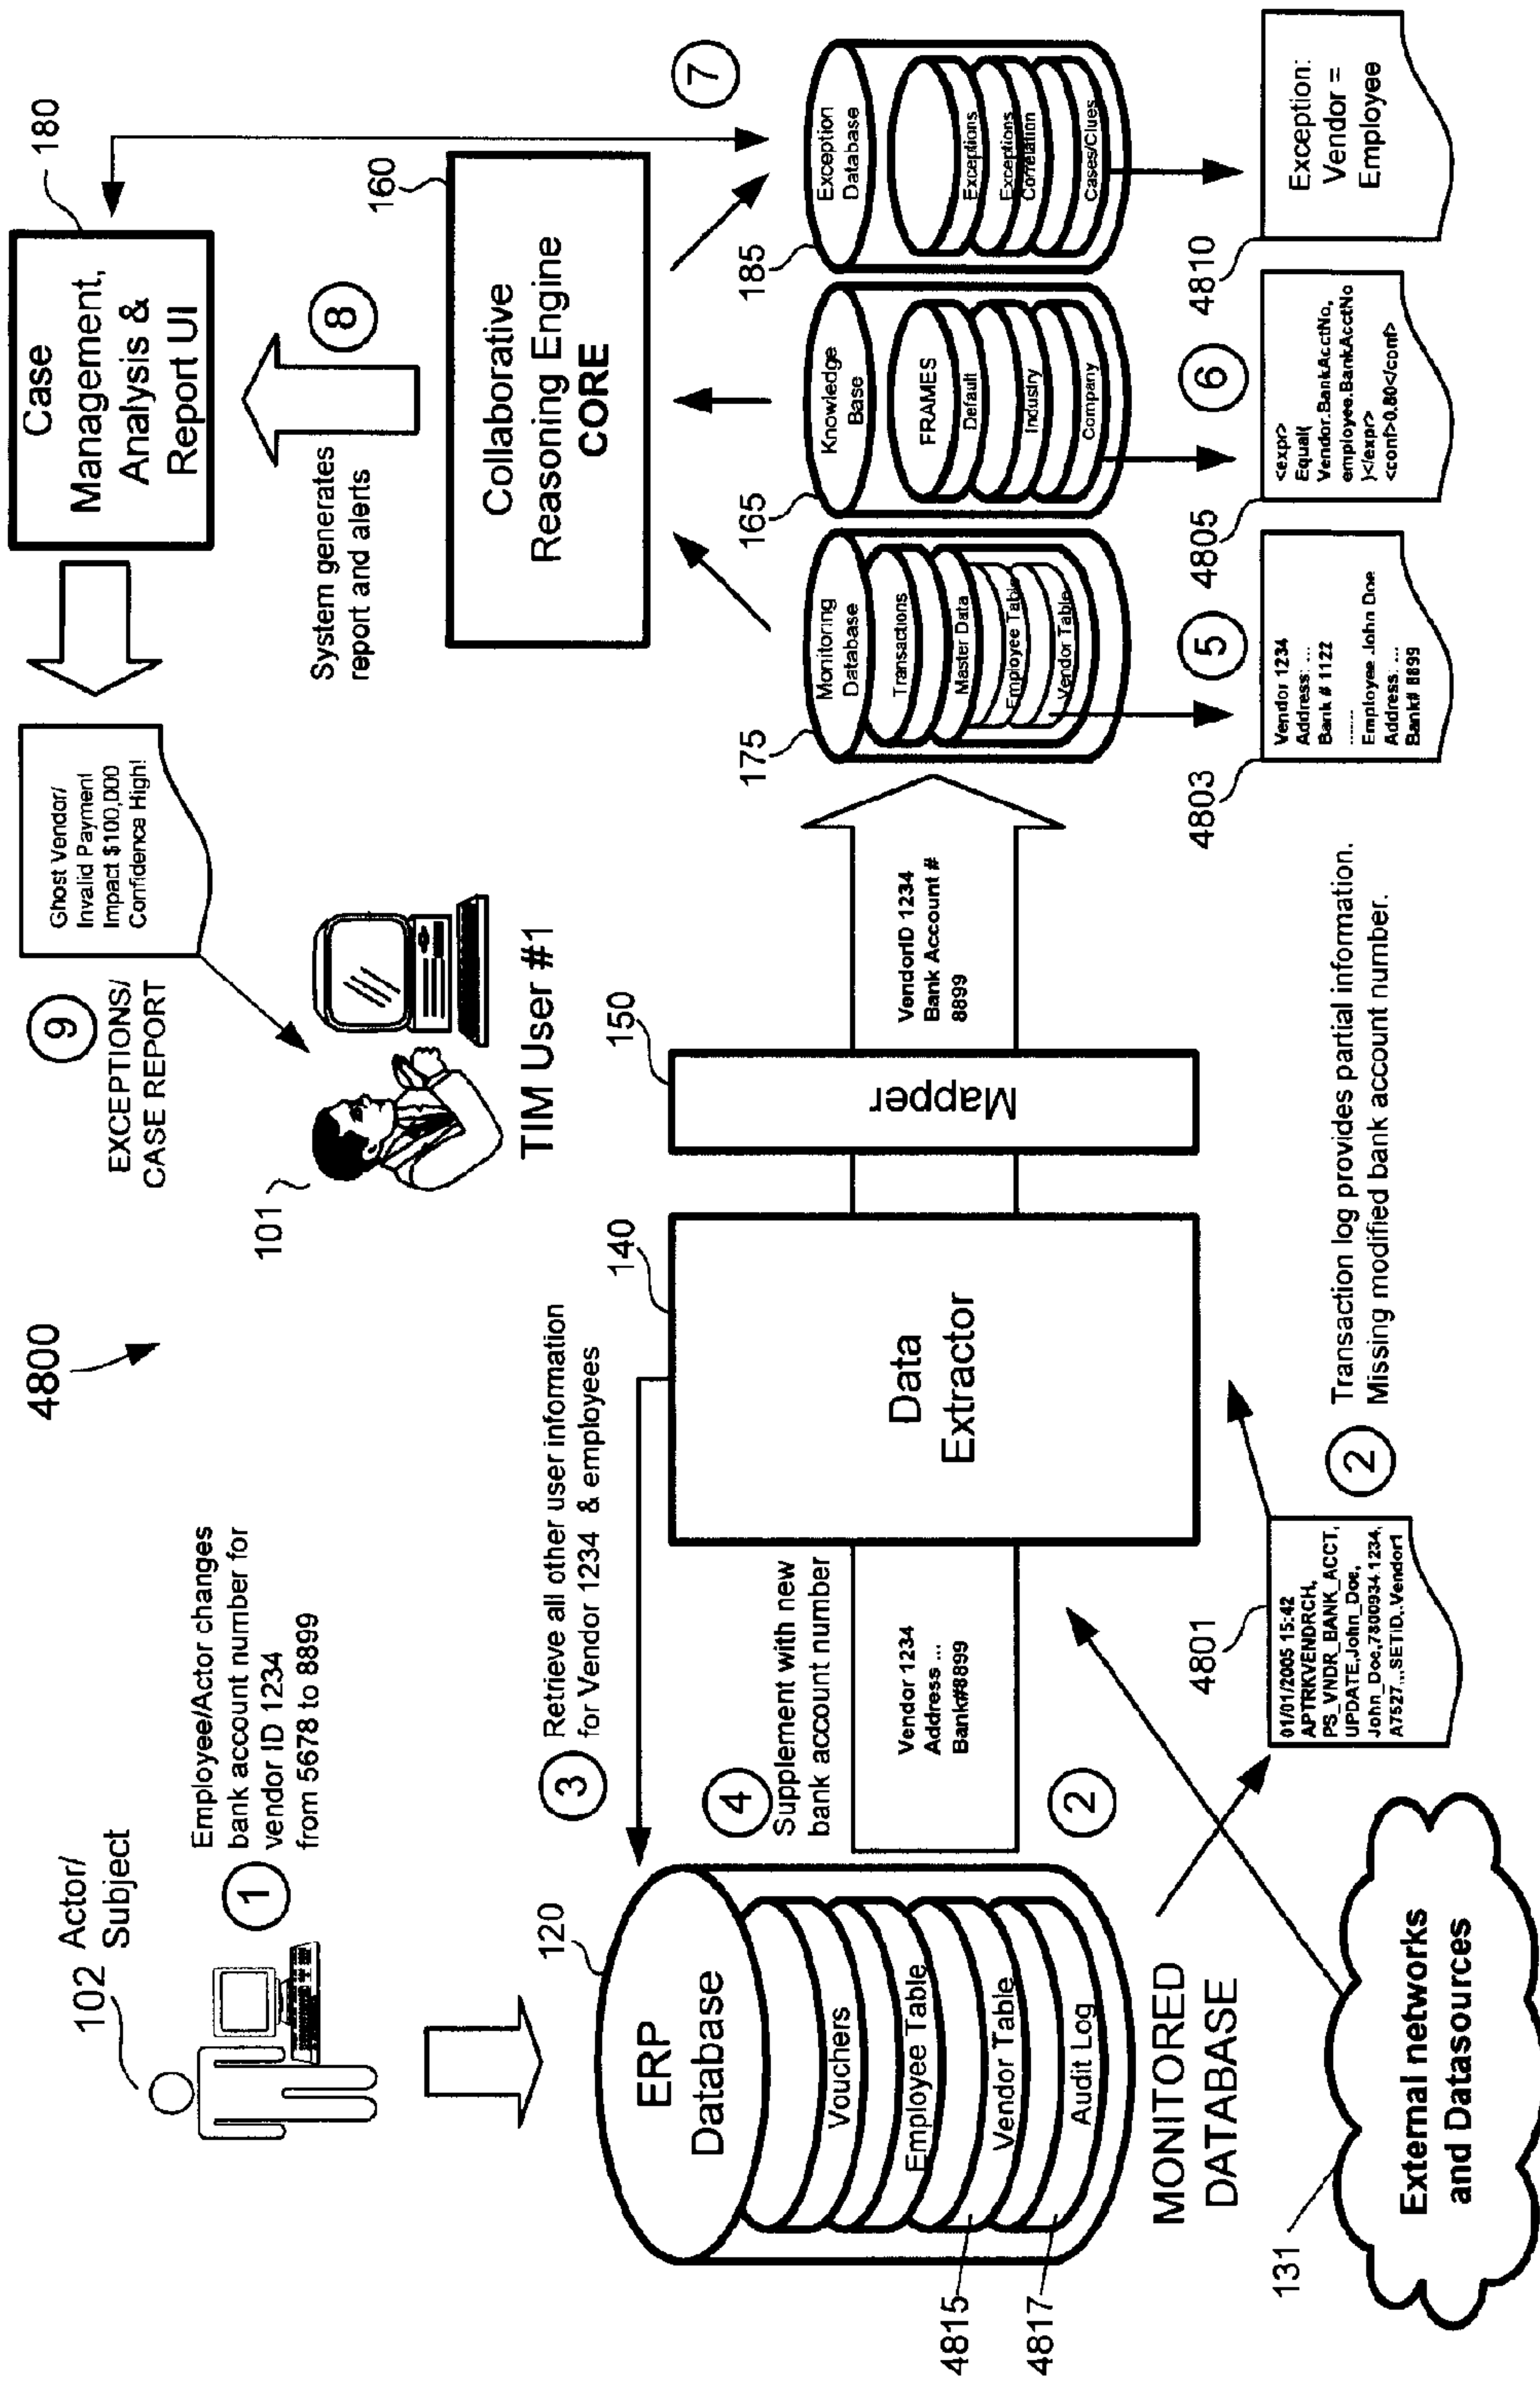 4800
102 Actor/
Subject
1
Employee/Actor changes
bank account number for
vendor ID 1234
from 5678 to 8899
120
ERP
Database
Vouchers
Employee Table
Vendor Table
Audit Log
4815
4817
MONITORED
DATABASE
131
External networks
and Datasources
3
Retrieve all other user information
for Vendor 1234 & employees
4
Supplement with new
bank account number
Vendor 1234
Address ...
Bank#8899
2
4801
01/01/2005 15:42
APTRKVENDRCH,
PS_VNDR_BANK_ACCT,
UPDATE,John_Doe,
John_Doe,7800934.1234,
A7527,,,SETID,.Vendor1
2
Transaction log provides partial information.
Missing modified bank account number.
140
Data
Extractor
150
Mapper
VendorID 1234
Bank Account #
8899
101
TIM User #1
9
EXCEPTIONS/
CASE REPORT
Ghost Vendor/
Invalid Payment
Impact $100,000
Confidence High!
180
Case
Management,
Analysis &
Report UI
8
System generates
report and alerts
160
Collaborative
Reasoning Engine
CORE
7
175
Monitoring
Database
Transactions
Master Data
Employee Table
Vendor Table
165
Knowledge
Base
FRAMES
Default
Industry
Company
185
Exception
Database
Exceptions
Exceptions
Correlation
Cases/Clues
5
4803
Vendor 1234
Address: ...
Bank # 1122
......
Employee John Doe
Address: ...
Bank# 8899
6
4805
<expr>
Equal(
Vendor.BankAcctNo,
employee.BankAcctNo
)</expr>
<conf>0.80</conf>
4810
Exception:
Vendor =
Employee